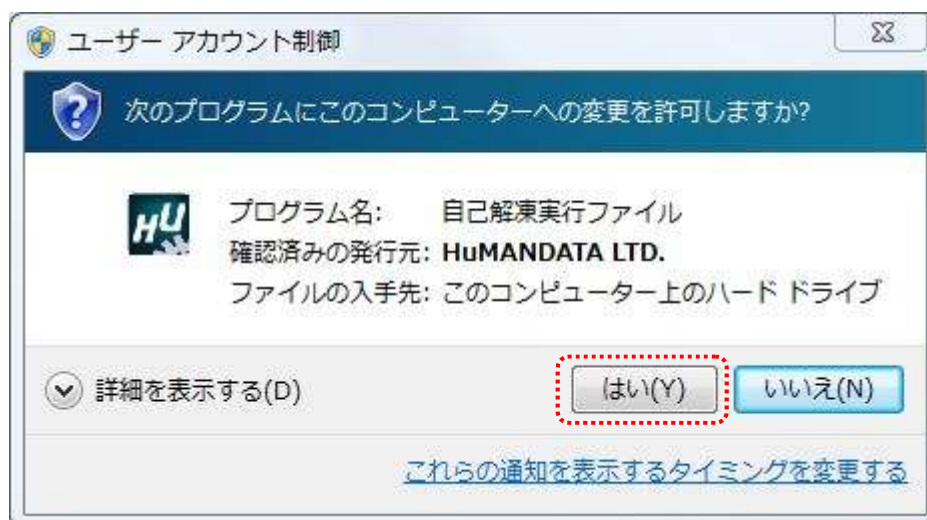 ユーザー アカウント制御
次のプログラムにこのコンピューターへの変更を許可しますか?
HU
プログラム名: 自己解凍実行ファイル
確認済みの発行元: HuMANDATA LTD.
ファイルの入手先: このコンピューター上のハード ドライブ
詳細を表示する(D) はい(Y) いいえ(N)
これらの通知を表示するタイミングを変更する